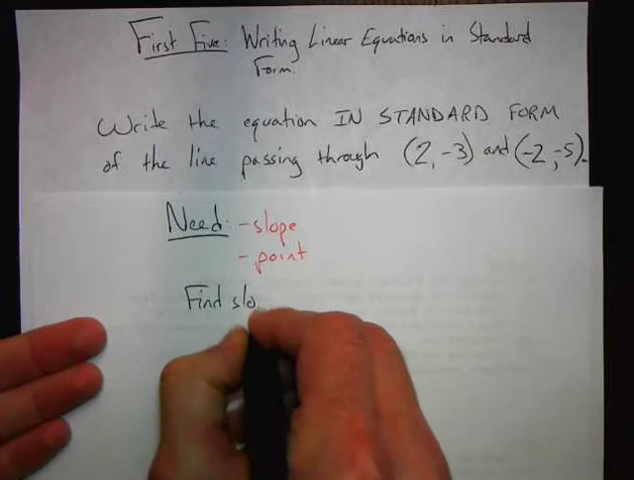 First Five: Writing Linear Equations in Standard
Form.
Write the equation IN STANDARD FORM
of the line passing through (2,-3) and (-2,-5).
Need: -slope
-point
Find slo